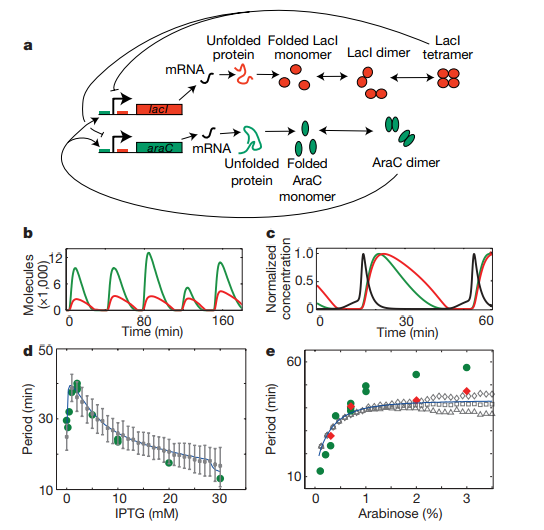 a
Unfolded protein
Folded LacI monomer
LacI dimer
LacI tetramer
mRNA
lacI
araC
mRNA
Unfolded protein
Folded AraC monomer
AraC dimer
b
Molecules (x1,000)
12
6
0
0
80
160
Time (min)
c
Normalized concentration
1.0
0.5
0
0
30
60
Time (min)
d
Period (min)
50
30
10
0
10
20
30
IPTG (mM)
e
Period (min)
60
10
0
1
2
3
Arabinose (%)